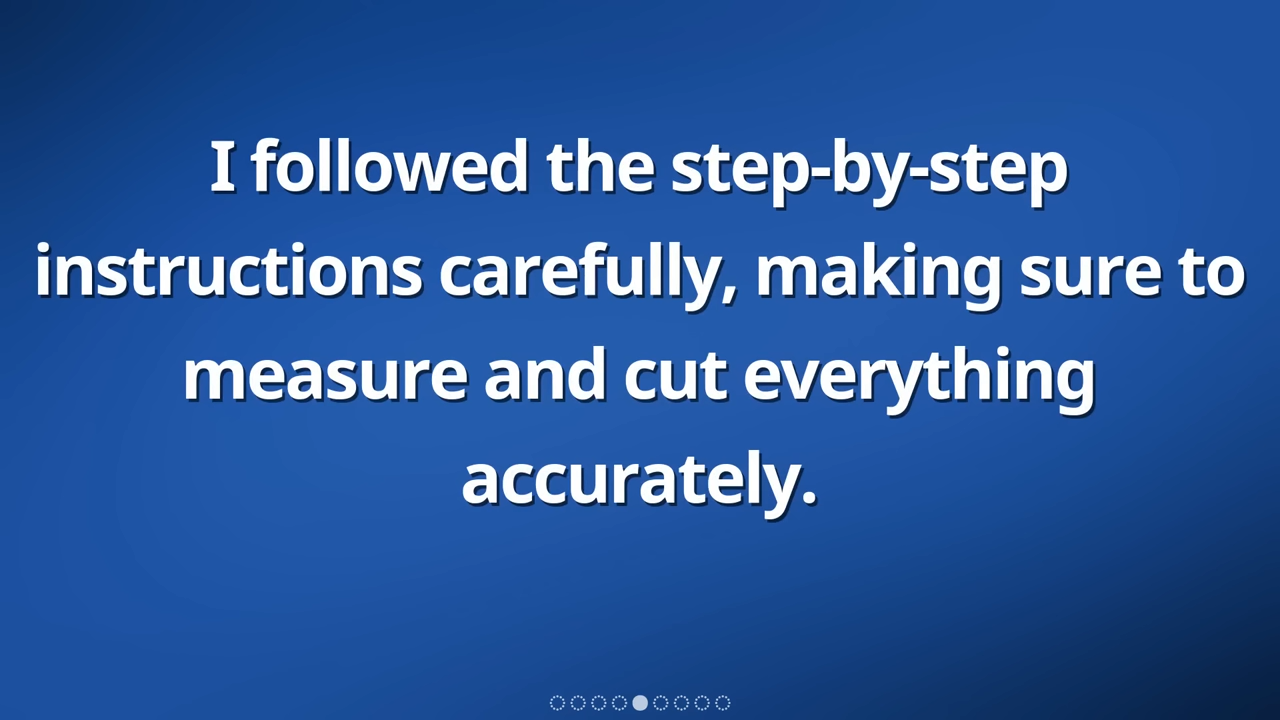 I followed the step-by-step
instructions carefully, making sure to
measure and cut everything
accurately.